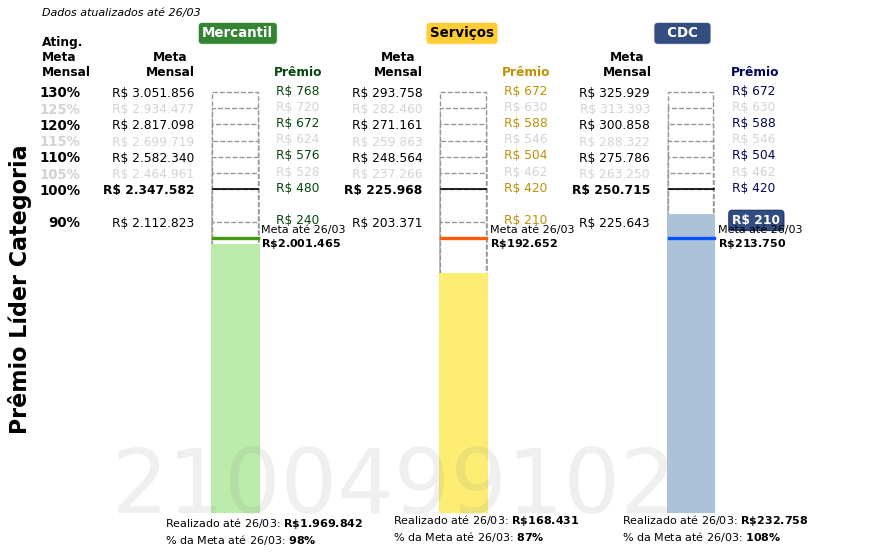 Dados atualizados até 26/03
Mercantil
Serviços
CDC
Ating.
Meta
Mensal
Meta
Mensal
Prêmio
Meta
Mensal
Prêmio
Meta
Mensal
Prêmio
130% R$ 3.051.856 R$ 768 R$ 293.758 R$ 672 R$ 325.929 R$ 672
125% R$ 2.934.477 R$ 720 R$ 282.460 R$ 630 R$ 313.393 R$ 630
120% R$ 2.817.098 R$ 672 R$ 271.161 R$ 588 R$ 300.858 R$ 588
115% R$ 2.699.719 R$ 624 R$ 259.863 R$ 546 R$ 288.322 R$ 546
110% R$ 2.582.340 R$ 576 R$ 248.564 R$ 504 R$ 275.786 R$ 504
105% R$ 2.464.961 R$ 528 R$ 237.266 R$ 462 R$ 263.250 R$ 462
100% R$ 2.347.582 R$ 480 R$ 225.968 R$ 420 R$ 250.715 R$ 420
90% R$ 2.112.823 R$ 240 R$ 203.371 R$ 210 R$ 225.643 R$ 210
Meta até 26/03
R$2.001.465
Meta até 26/03
R$192.652
Meta até 26/03
R$213.750
Prêmio Líder Categoria
2100499102
Realizado até 26/03: R$1.969.842
% da Meta até 26/03: 98%
Realizado até 26/03: R$168.431
% da Meta até 26/03: 87%
Realizado até 26/03: R$232.758
% da Meta até 26/03: 108%